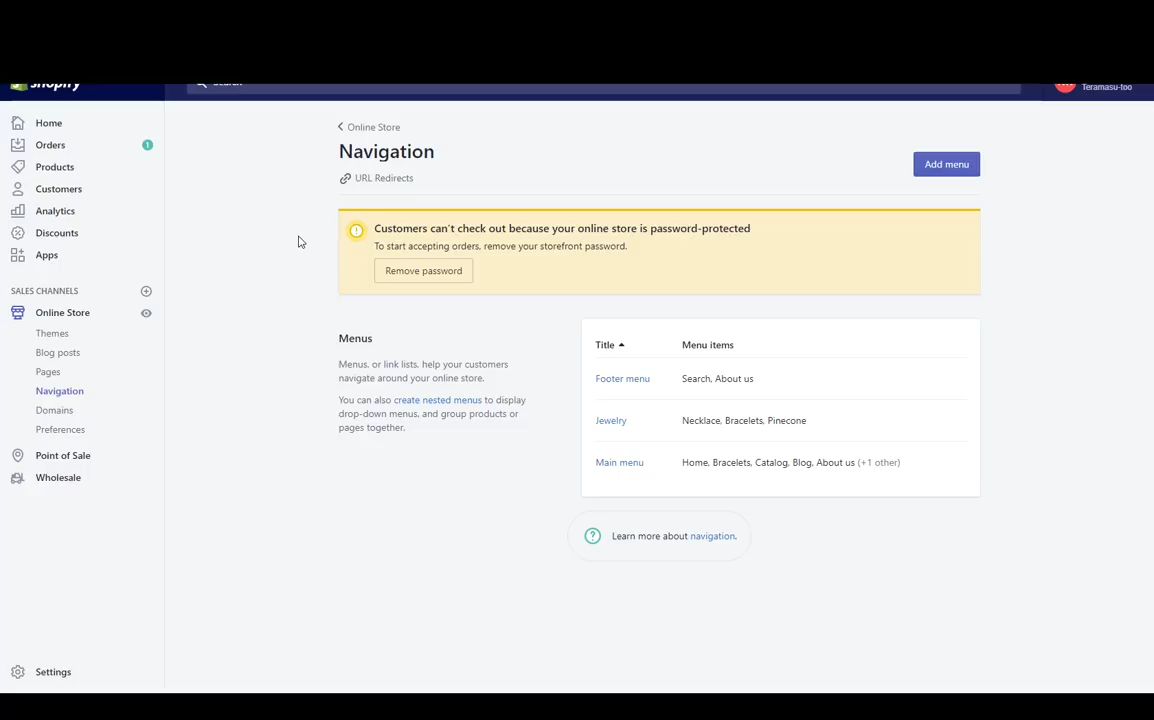 shopify
Search
Teramasu-too
Home
Orders 1
Products
Customers
Analytics
Discounts
Apps
SALES CHANNELS
Online Store
Themes
Blog posts
Pages
Navigation
Domains
Preferences
Point of Sale
Wholesale
Settings
Online Store
Navigation
URL Redirects
Add menu
Customers can't check out because your online store is password-protected
To start accepting orders, remove your storefront password.
Remove password
Menus
Menus, or link lists, help your customers
navigate around your online store.
You can also create nested menus to display
drop-down menus, and group products or
pages together.
Title Menu items
Footer menu Search, About us
Jewelry Necklace, Bracelets, Pinecone
Main menu Home, Bracelets, Catalog, Blog, About us (+1 other)
Learn more about navigation.